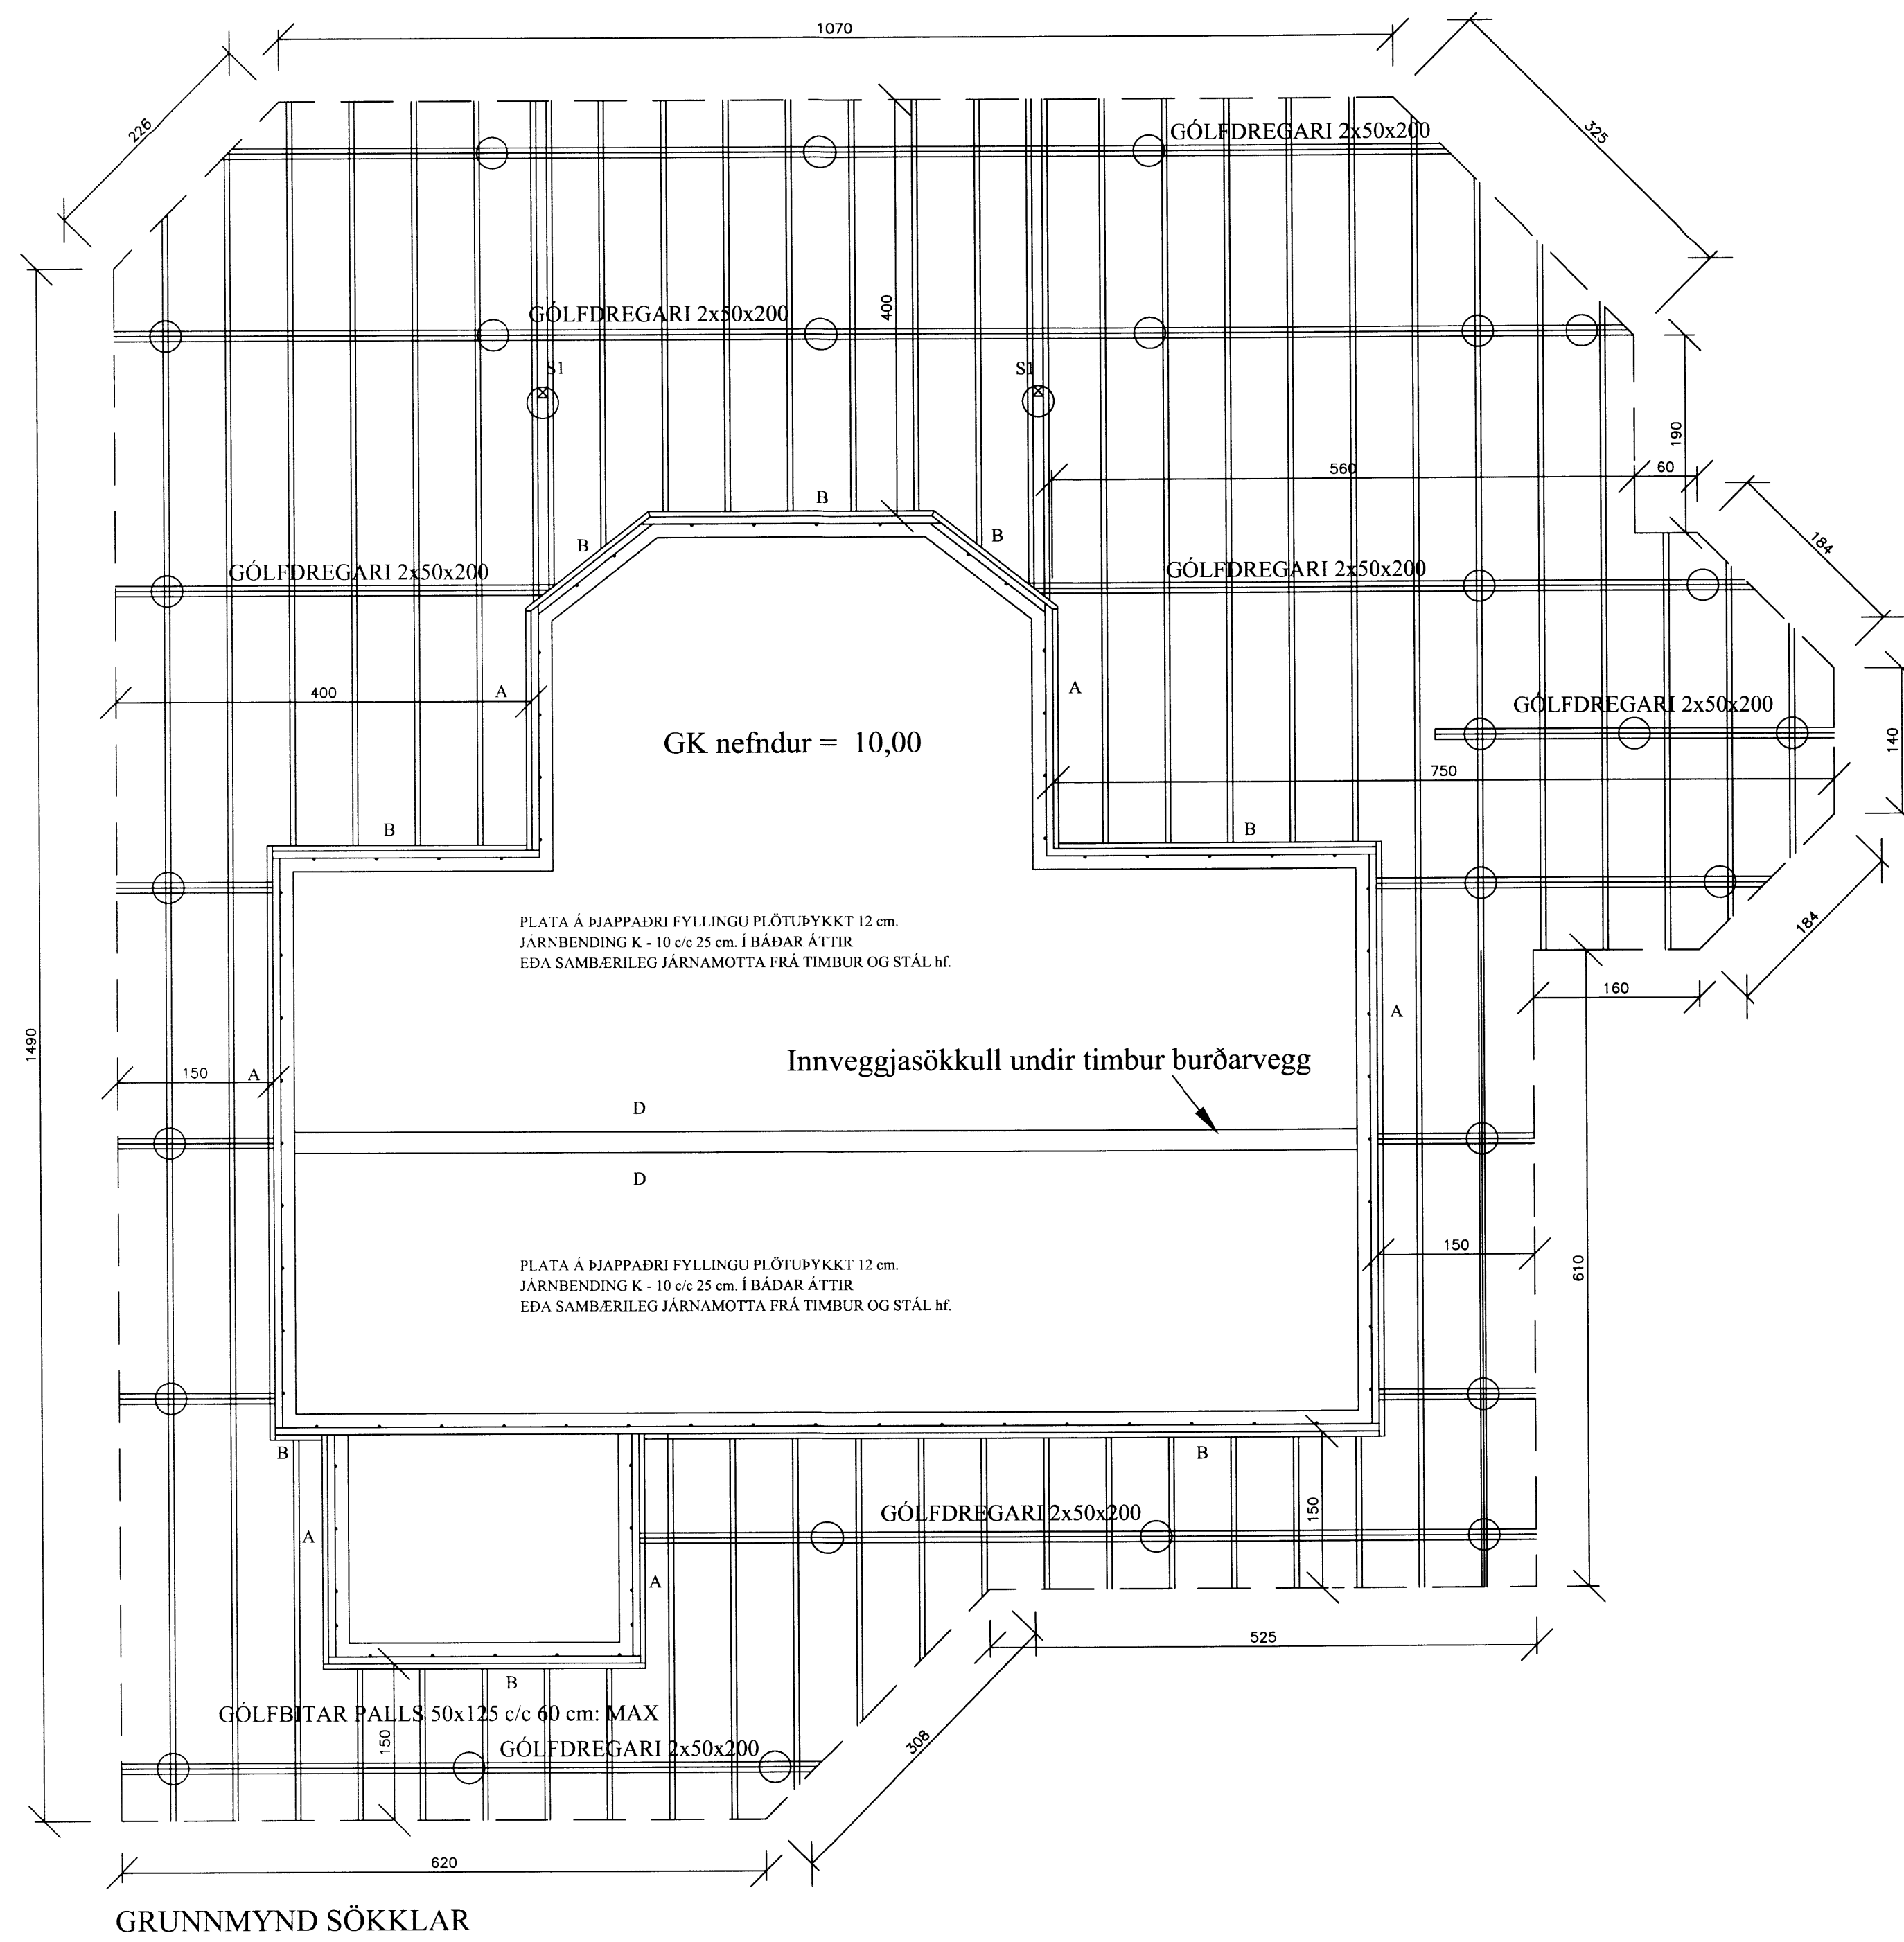 1070
226
325
GÓLFDREGARI 2x50x200
GÓLFDREGARI 2x50x200
400
S1
S1
190
560
60
B
B
B
184
GÓLFDREGARI 2x50x200
GÓLFDREGARI 2x50x200
400
A
A
GÓLFDREGARI 2x50x200
GK nefndur = 10,00
140
750
B
B
PLATA Á ÞJAPPAÐRI FYLLINGU PLÖTUÞYKKT 12 cm.
JÁRNBENDING K - 10 c/c 25 cm. Í BÁÐAR ÁTTIR
EÐA SAMBÆRILEG JÁRNAMOTTA FRÁ TIMBUR OG STÁL hf.
184
160
A
1490
Innveggjasökkull undir timbur burðarvegg
150
A
D
D
150
610
PLATA Á ÞJAPPAÐRI FYLLINGU PLÖTUÞYKKT 12 cm.
JÁRNBENDING K - 10 c/c 25 cm. Í BÁÐAR ÁTTIR
EÐA SAMBÆRILEG JÁRNAMOTTA FRÁ TIMBUR OG STÁL hf.
B
B
GÓLFDREGARI 2x50x200
150
A
A
525
B
GÓLFBITAR PALLS 50x125 c/c 60 cm: MAX
150
GÓLFDREGARI 2x50x200
308
620
GRUNNMYND SÖKKLAR